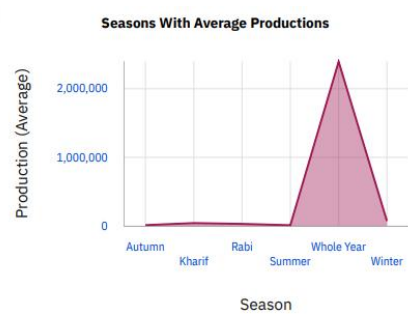 Seasons With Average Productions
Production (Average)
2,000,000
1,000,000
0
Autumn
Kharif
Rabi
Summer
Whole Year
Winter
Season